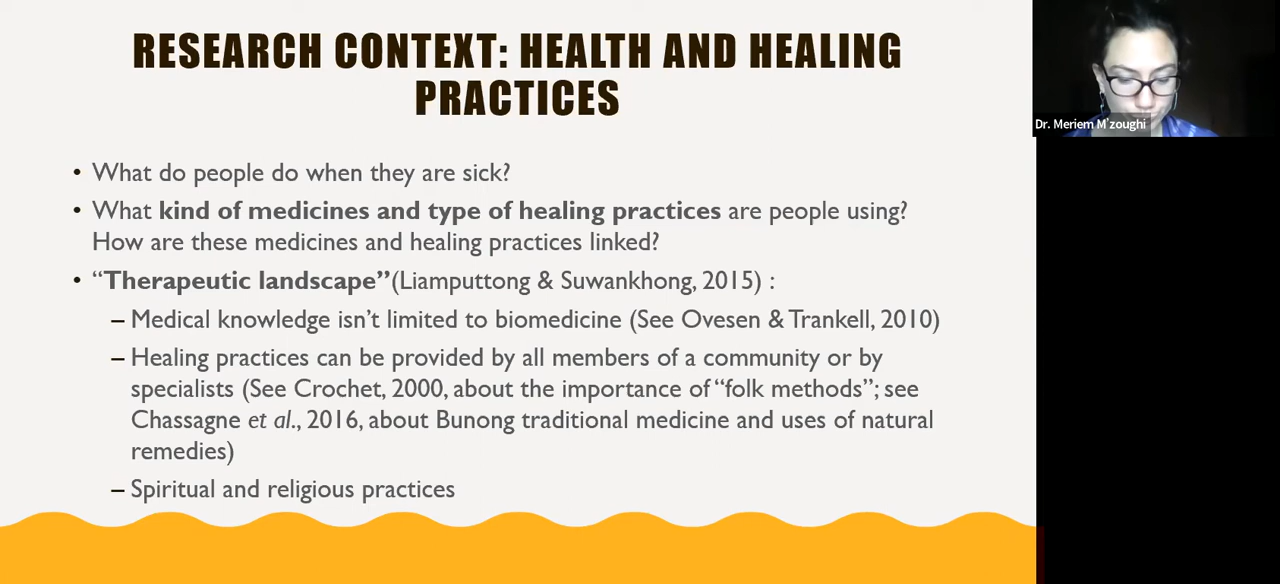 RESEARCH CONTEXT: HEALTH AND HEALING
PRACTICES
• What do people do when they are sick?
• What kind of medicines and type of healing practices are people using?
How are these medicines and healing practices linked?
• “Therapeutic landscape”(Liamputtong & Suwankhong, 2015) :
– Medical knowledge isn’t limited to biomedicine (See Ovesen & Trankell, 2010)
– Healing practices can be provided by all members of a community or by
specialists (See Crochet, 2000, about the importance of “folk methods”; see
Chassagne et al., 2016, about Bunong traditional medicine and uses of natural
remedies)
– Spiritual and religious practices
Dr. Meriem M'zoughi